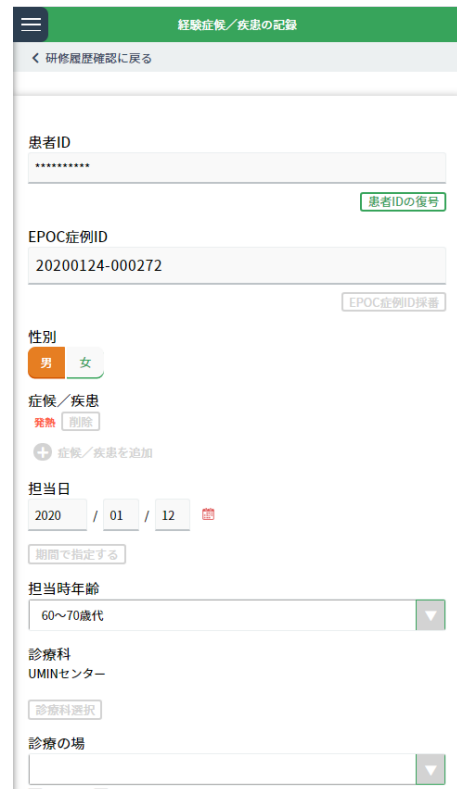 経験症候／疾患の記録
研修履歴確認に戻る
患者ID
**********
患者IDの復号
EPOC症例ID
20200124-000272
EPOC症例ID採番
性別
男 女
症候／疾患
発熱 削除
症候／疾患を追加
担当日
2020 / 01 / 12
期間で指定する
担当時年齢
60〜70歳代
診療科
UMINセンター
診療科選択
診療の場